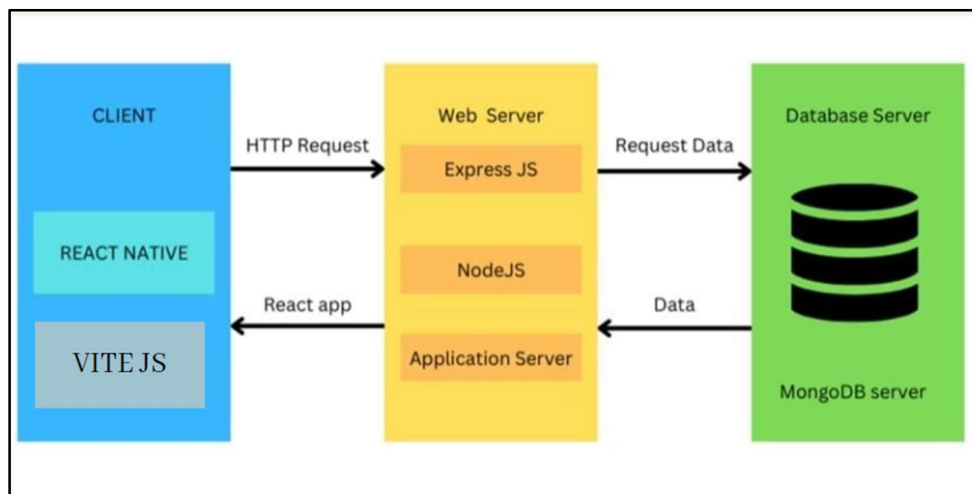 CLIENT
REACT NATIVE
VITE JS
HTTP Request
React app
Web Server
Express JS
NodeJS
Application Server
Request Data
Data
Database Server
MongoDB server